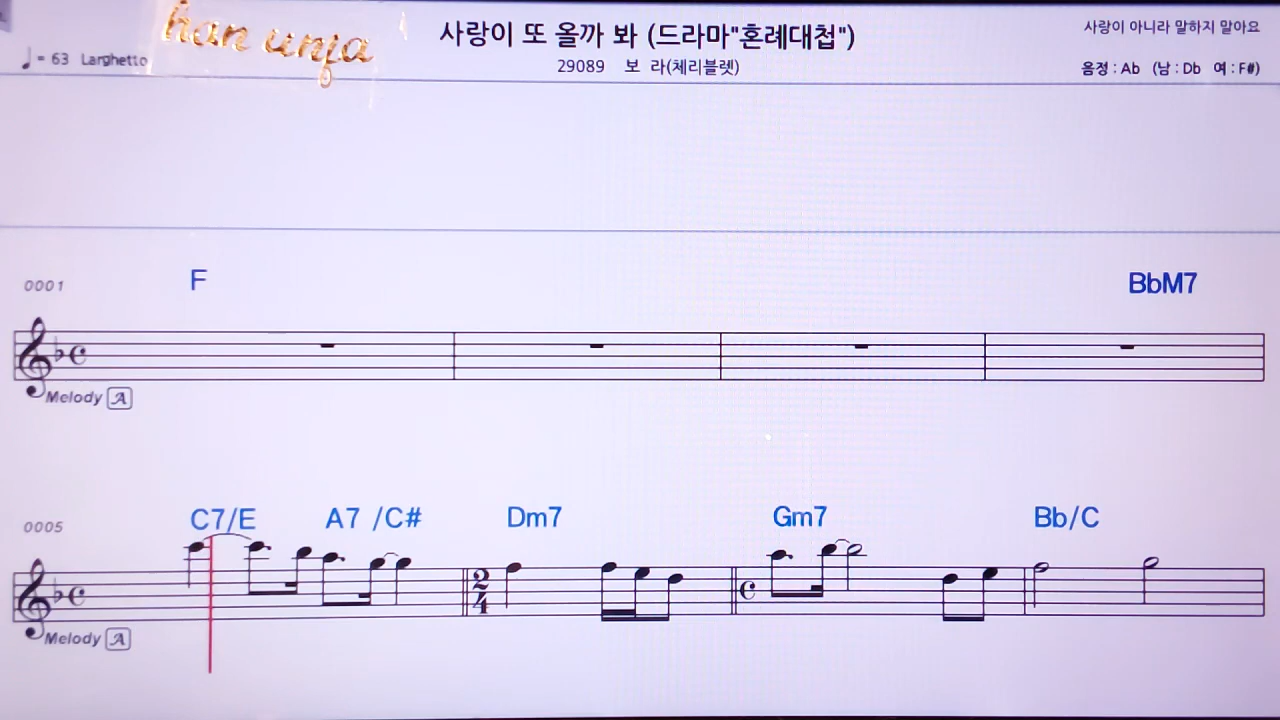 han unja
사랑이 또 올까 봐 (드라마"혼례대첩")
사랑이 아니라 말하지 말아요
♩= 63 Larghetto
29089 보 라(체리블렛)
음정 : Ab (남 : Db 여 : F#)
0001 F BbM7
Melody A
0005 C7/E A7 /C# Dm7 Gm7 Bb/C
2
4
Melody A